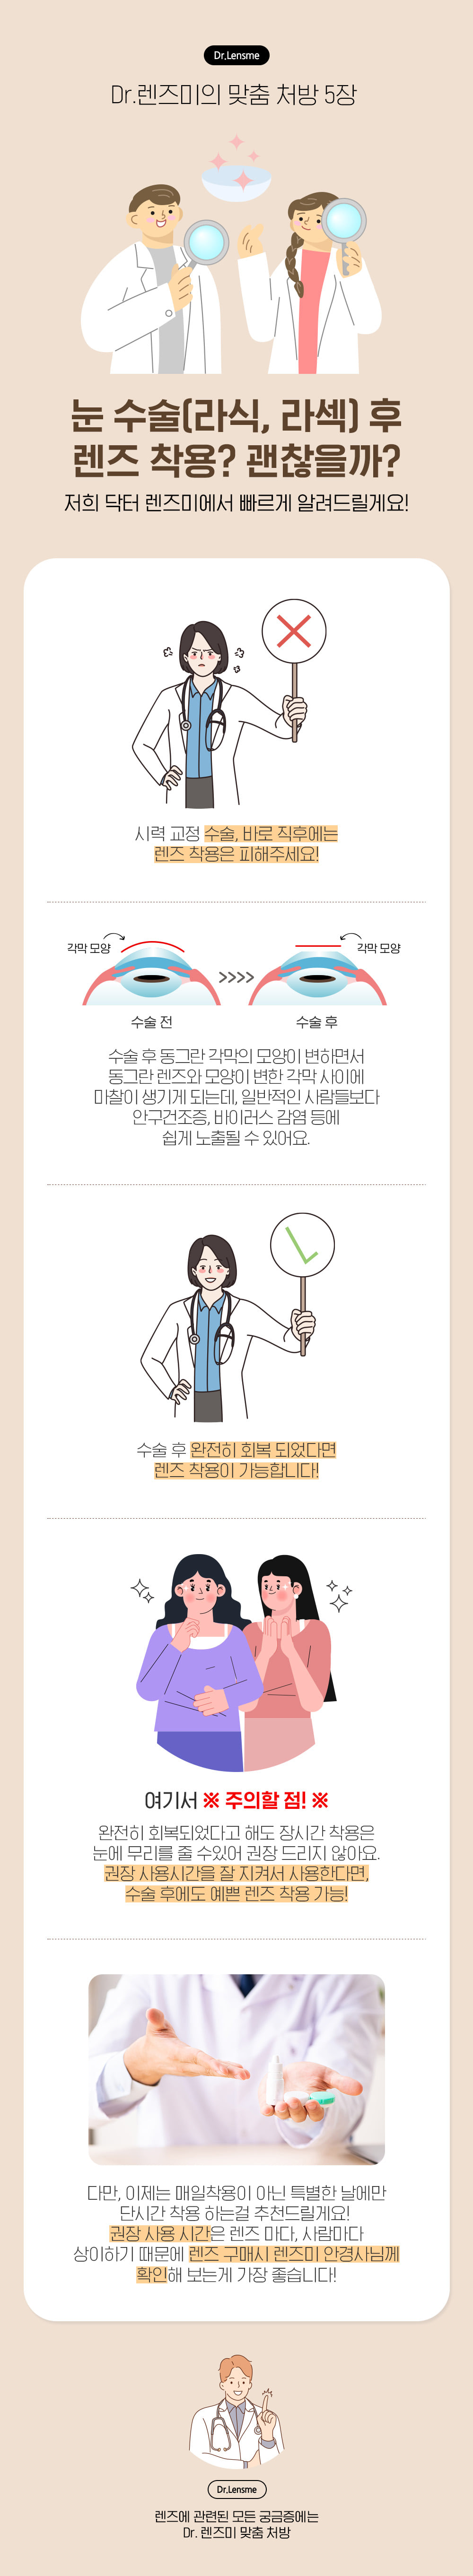 Dr.Lensme
Dr.렌즈미의 맞춤 처방 5장
눈 수술(라식, 라섹) 후
렌즈 착용? 괜찮을까?
저희 닥터 렌즈미에서 빠르게 알려드릴게요!
시력 교정 수술, 바로 직후에는
렌즈 착용은 피해주세요!
각막 모양
각막 모양
>>>>
수술 전
수술 후
수술 후 동그란 각막의 모양이 변하면서
동그란 렌즈와 모양이 변한 각막 사이에
마찰이 생기게 되는데, 일반적인 사람들보다
안구건조증, 바이러스 감염 등에
쉽게 노출될 수 있어요.
수술 후 완전히 회복 되었다면
렌즈 착용이 가능합니다!
여기서 ※ 주의할 점! ※
완전히 회복되었다고 해도 장시간 착용은
눈에 무리를 줄 수있어 권장 드리지 않아요.
권장 사용시간을 잘 지켜서 사용한다면,
수술 후에도 예쁜 렌즈 착용 가능!
다만, 이제는 매일착용이 아닌 특별한 날에만
단시간 착용 하는걸 추천드릴게요!
권장 사용 시간은 렌즈 마다, 사람마다
상이하기 때문에 렌즈 구매시 렌즈미 안경사님께
확인해 보는게 가장 좋습니다!
Dr.Lensme
렌즈에 관련된 모든 궁금증에는
Dr. 렌즈미 맞춤 처방